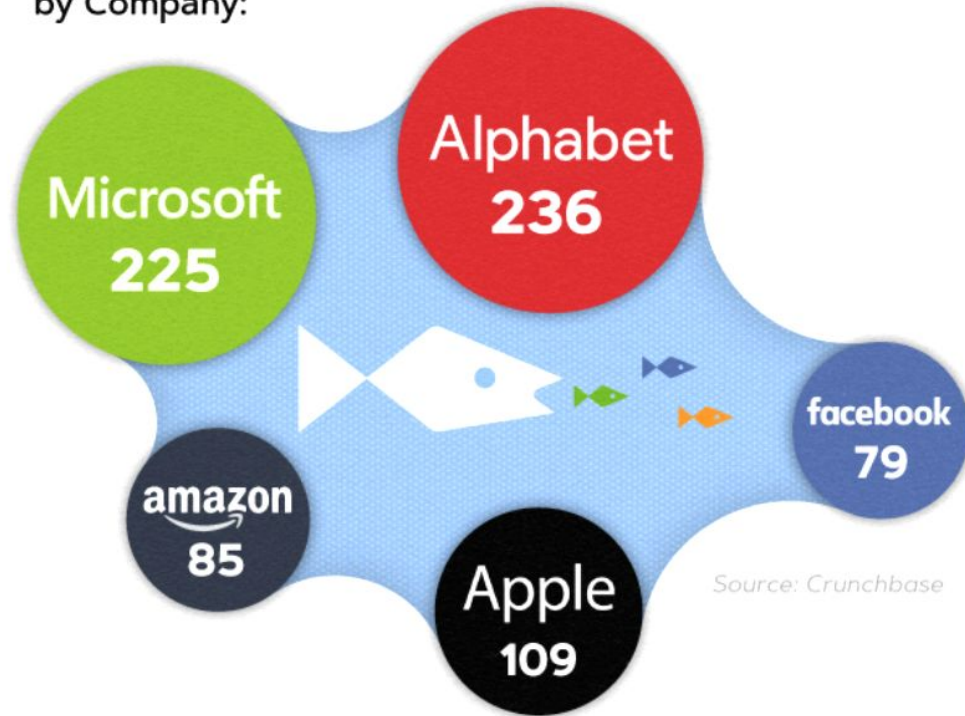 by Company:
Alphabet
236
Microsoft
225
facebook
79
amazon
85
Apple
109
Source: Crunchbase